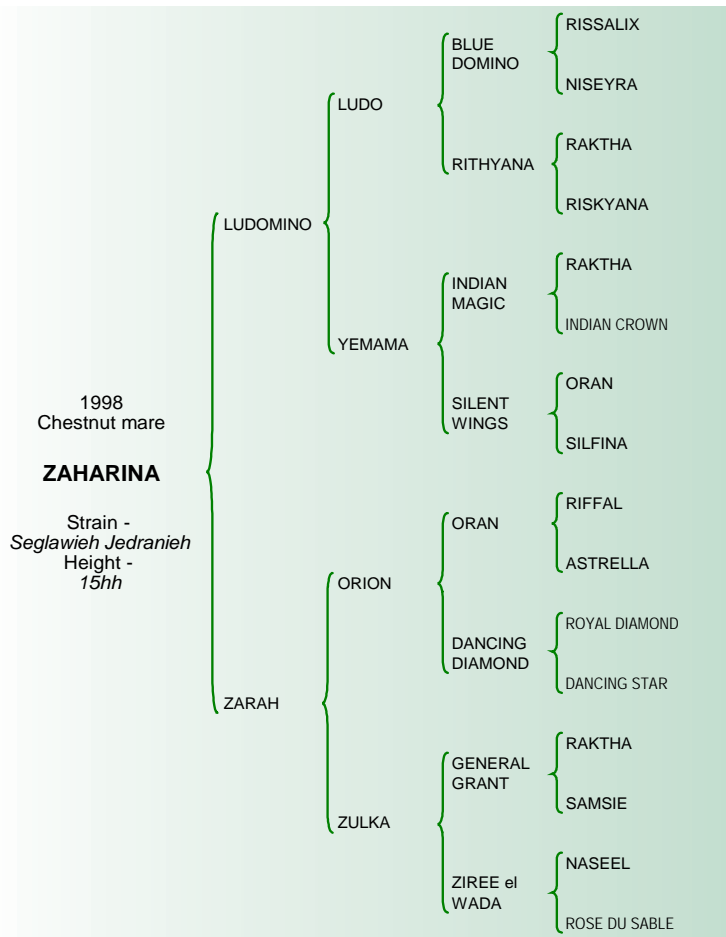 1998
Chestnut mare
ZAHARINA
Strain -
Seglawieh Jedranieh
Height -
15hh
LUDOMINO
ZARAH
LUDO
YEMAMA
ORION
ZULKA
BLUE
DOMINO
RITHYANA
INDIAN
MAGIC
SILENT
WINGS
ORAN
DANCING
DIAMOND
GENERAL
GRANT
ZIREE el
WADA
RISSALIX
NISEYRA
RAKTHA
RISKYANA
RAKTHA
INDIAN CROWN
ORAN
SILFINA
RIFFAL
ASTRELLA
ROYAL DIAMOND
DANCING STAR
RAKTHA
SAMSIE
NASEEL
ROSE DU SABLE